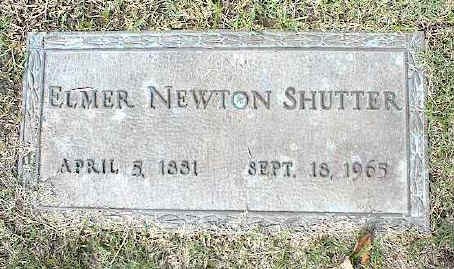 ELMER NEWTON SHUTTER
APRIL 5, 1881 SEPT. 18, 1965